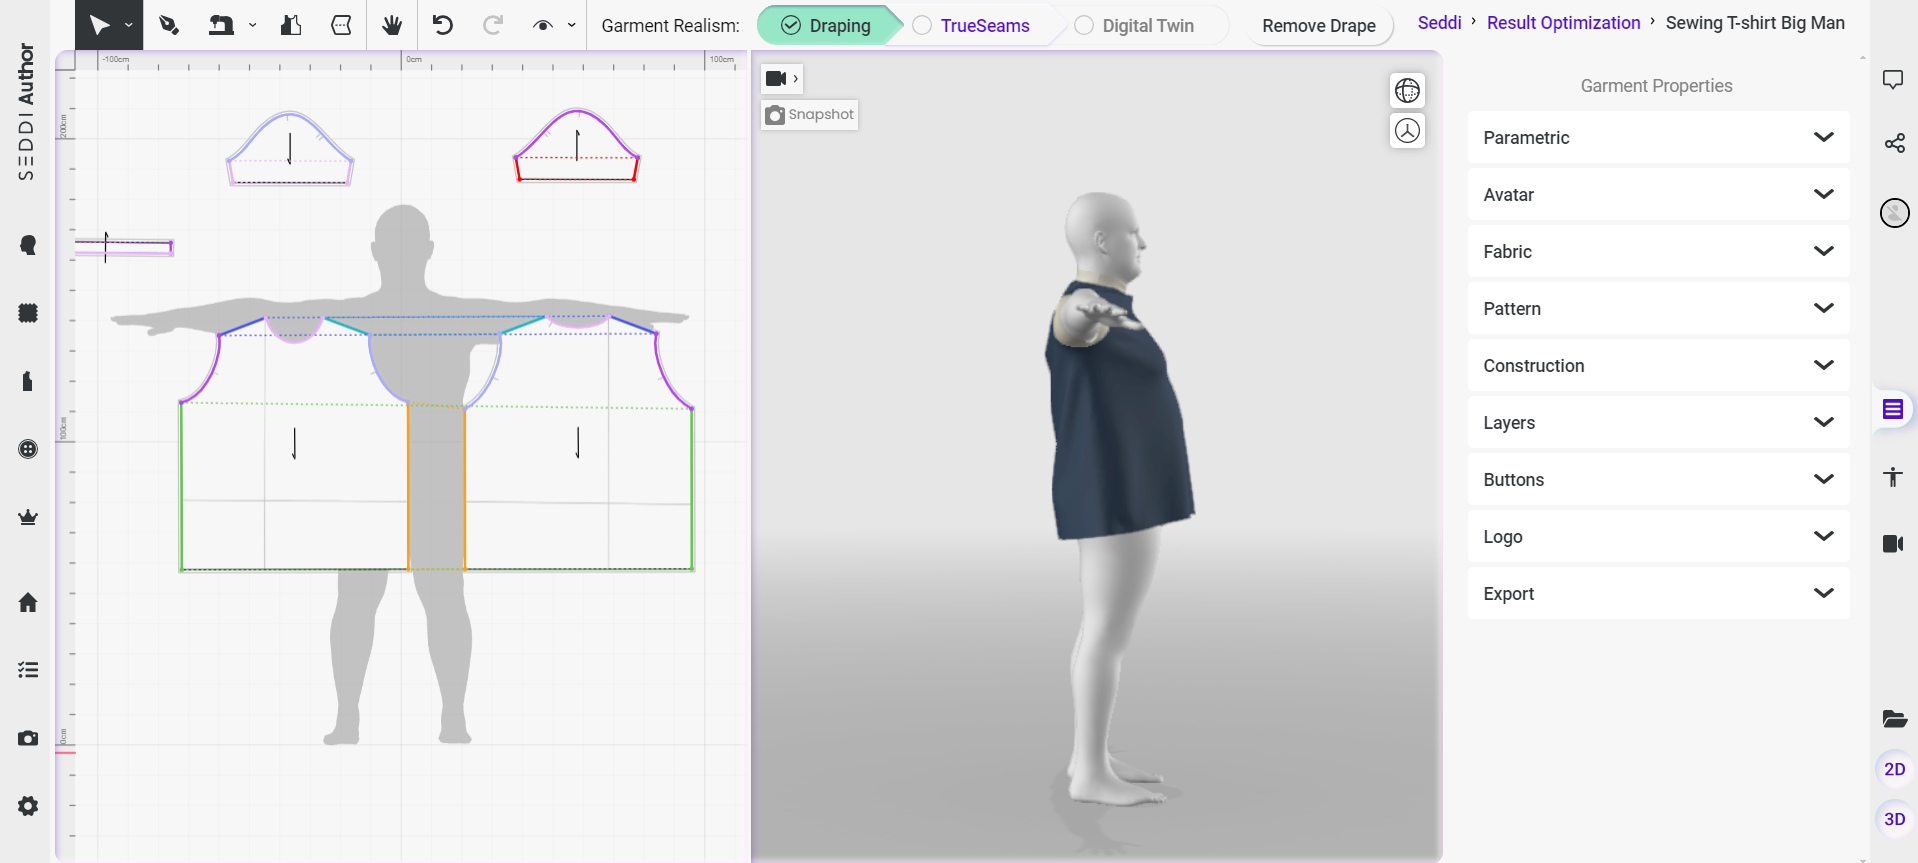 SEDDI Author
Garment Realism:
Draping
TrueSeams
Digital Twin
Remove Drape
Seddi › Result Optimization › Sewing T-shirt Big Man
-100cm
0cm
100cm
200cm
100cm
0cm
Snapshot
Garment Properties
Parametric
Avatar
Fabric
Pattern
Construction
Layers
Buttons
Logo
Export
2D
3D